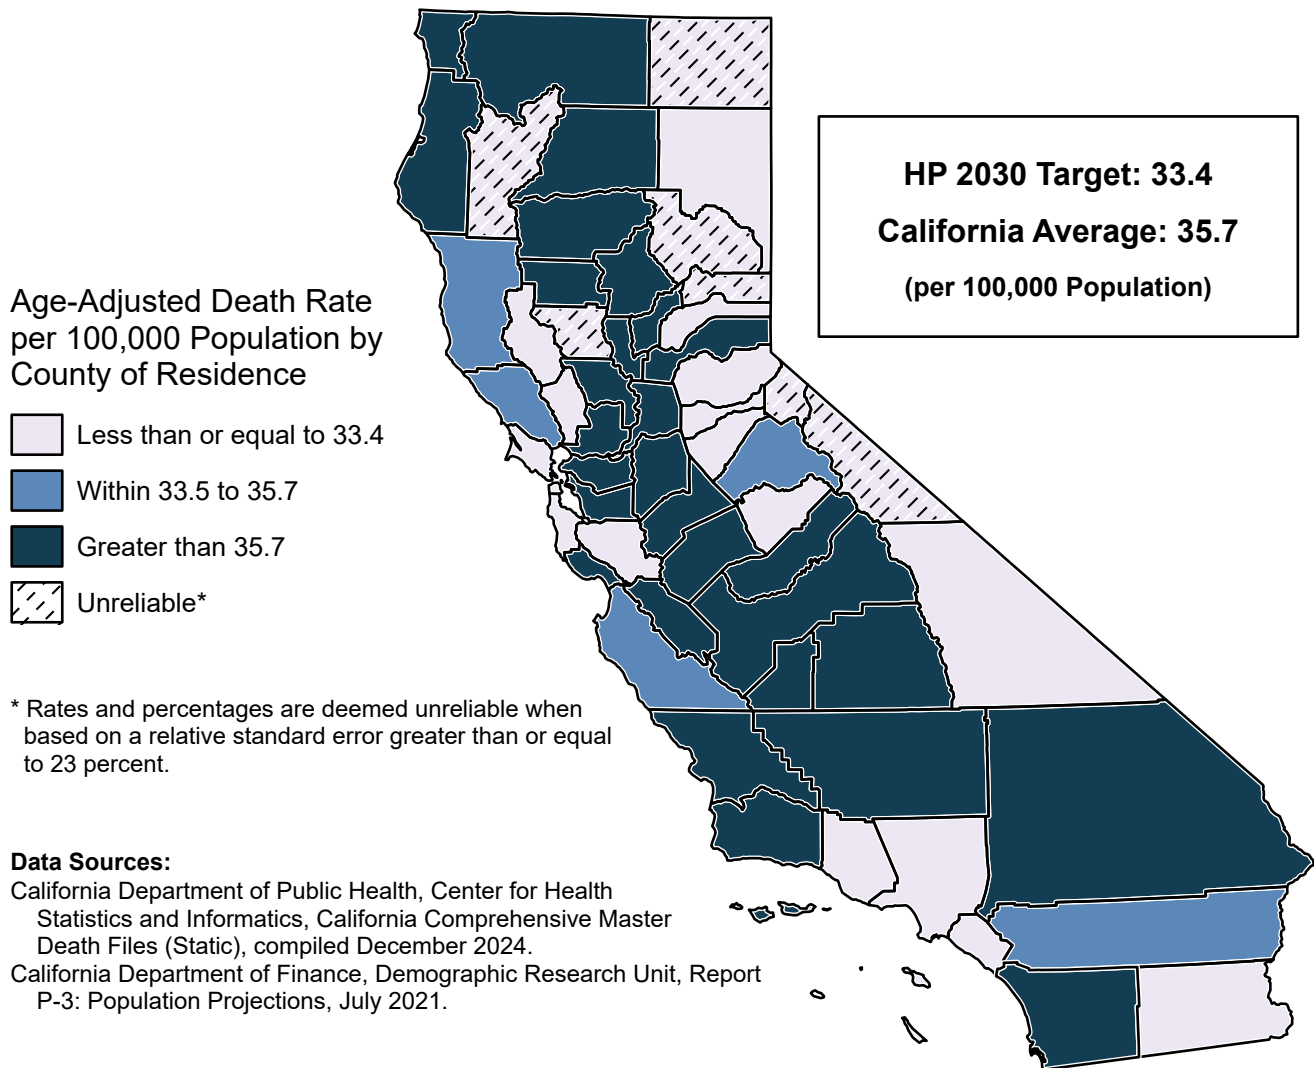 HP 2030 Target: 33.4
California Average: 35.7
(per 100,000 Population)
Age-Adjusted Death Rate
per 100,000 Population by
County of Residence
Less than or equal to 33.4
Within 33.5 to 35.7
Greater than 35.7
Unreliable*
* Rates and percentages are deemed unreliable when
based on a relative standard error greater than or equal
to 23 percent.
Data Sources:
California Department of Public Health, Center for Health
Statistics and Informatics, California Comprehensive Master
Death Files (Static), compiled December 2024.
California Department of Finance, Demographic Research Unit, Report
P-3: Population Projections, July 2021.